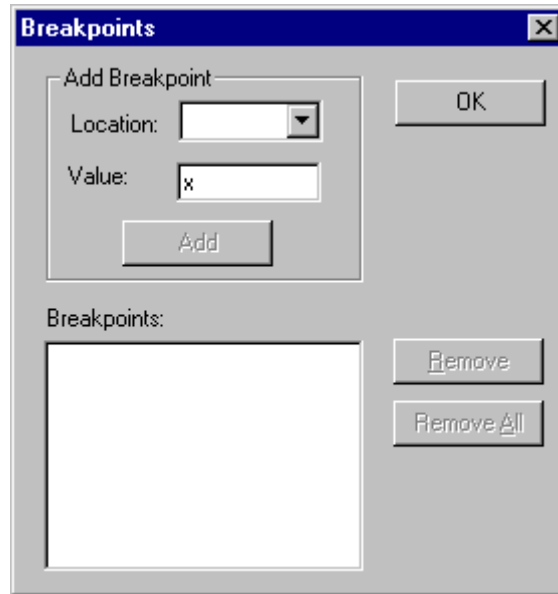 Breakpoints
Add Breakpoint
Location:
OK
Value:
x
Add
Breakpoints:
Remove
Remove All